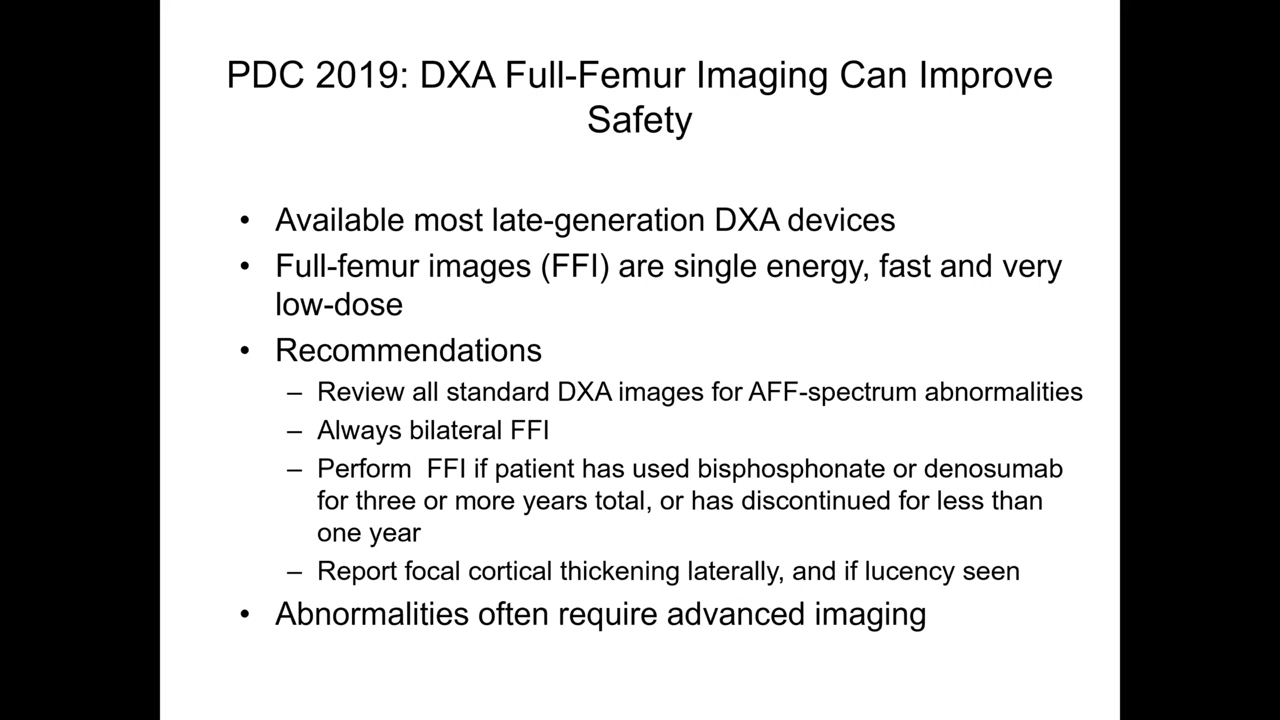 PDC 2019: DXA Full-Femur Imaging Can Improve
Safety
• Available most late-generation DXA devices
• Full-femur images (FFI) are single energy, fast and very
low-dose
• Recommendations
– Review all standard DXA images for AFF-spectrum abnormalities
– Always bilateral FFI
– Perform  FFI if patient has used bisphosphonate or denosumab
for three or more years total, or has discontinued for less than
one year
– Report focal cortical thickening laterally, and if lucency seen
• Abnormalities often require advanced imaging